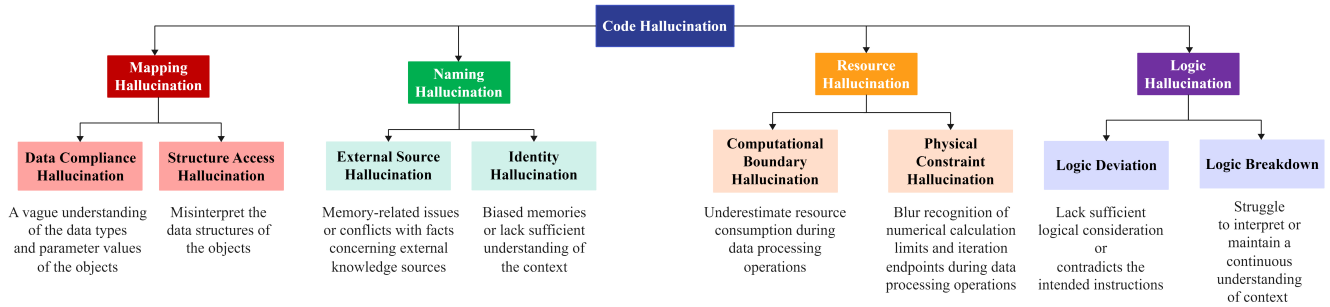 Code Hallucination
Mapping
Hallucination
Naming
Hallucination
Resource
Hallucination
Logic
Hallucination
Data Compliance
Hallucination
Structure Access
Hallucination
External Source
Hallucination
Identity
Hallucination
Computational
Boundary
Hallucination
Physical
Constraint
Hallucination
Logic Deviation
Logic Breakdown
A vague understanding
of the data types
and parameter values
of the objects
Misinterpret the
data structures of
the objects
Memory-related issues
or conflicts with facts
concerning external
knowledge sources
Biased memories
or lack sufficient
understanding of
the context
Underestimate resource
consumption during
data processing
operations
Blur recognition of
numerical calculation
limits and iteration
endpoints during data
processing operations
Lack sufficient
logical consideration
or
contradicts the
intended instructions
Struggle
to interpret or
maintain a
continuous
understanding
of context